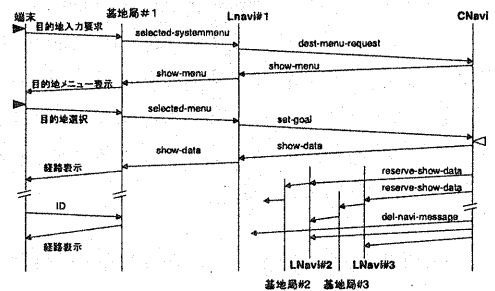 端末 基地局#1 Lnavi#1 CNavi
目的地入力要求 selected-systemmenu
dest-menu-request
show-menu show-menu
目的地メニュー表示 selected-menu
目的地選択 set-goal
show-data show-data
経路表示 reserve-show-data
reserve-show-data
ID del-navi-message
経路表示
LNavi#2 LNavi#3
基地局#2 基地局#3